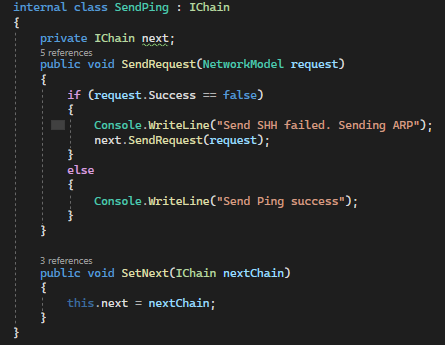 internal class SendPing : IChain
{
private IChain next;
5 references
public void SendRequest(NetworkModel request)
{
if (request.Success == false)
{
Console.WriteLine("Send SHH failed. Sending ARP");
next.SendRequest(request);
}
else
{
Console.WriteLine("Send Ping success");
}
}
3 references
public void SetNext(IChain nextChain)
{
this.next = nextChain;
}
}